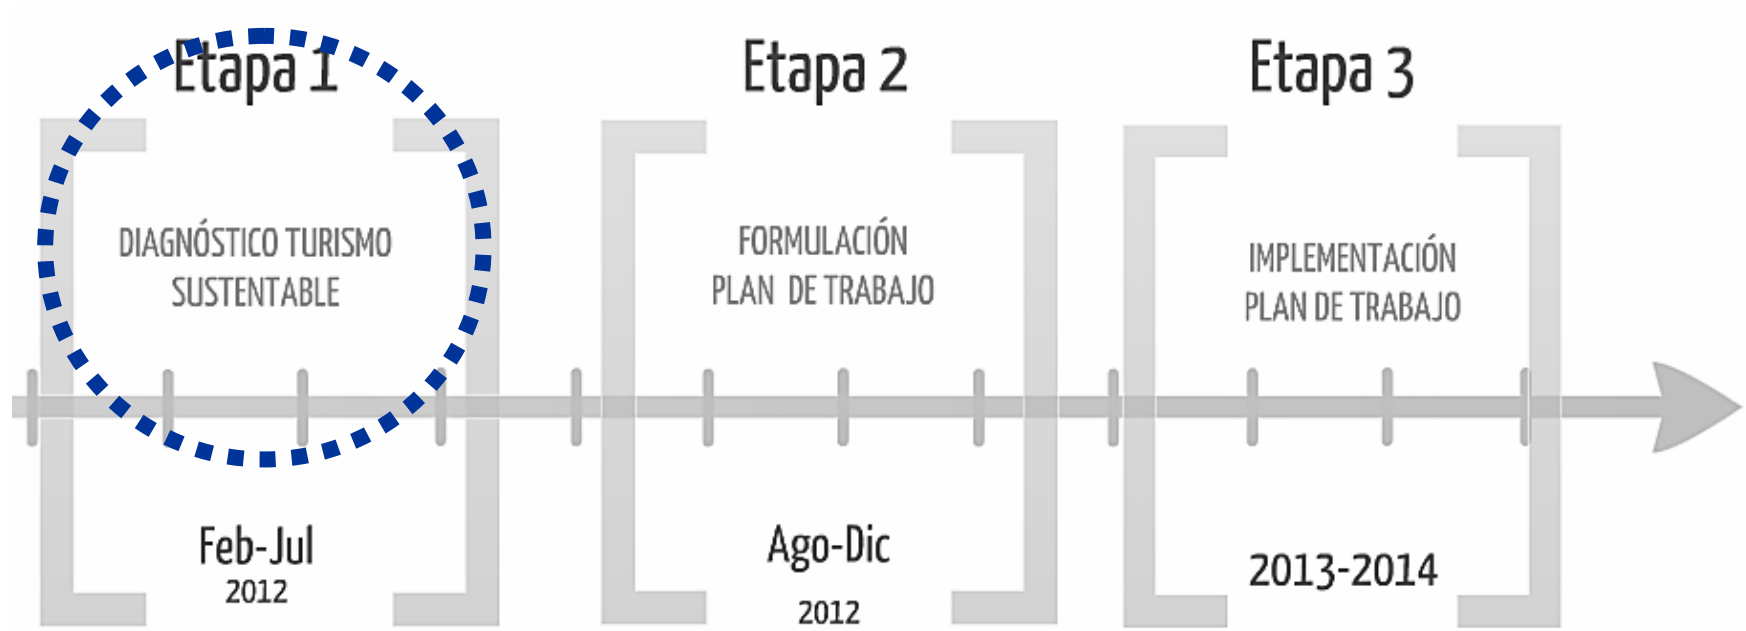 Etapa 1
DIAGNÓSTICO TURISMO
SUSTENTABLE
Feb-Jul
2012
Etapa 2
FORMULACIÓN
PLAN DE TRABAJO
Ago-Dic
2012
Etapa 3
IMPLEMENTACIÓN
PLAN DE TRABAJO
2013-2014